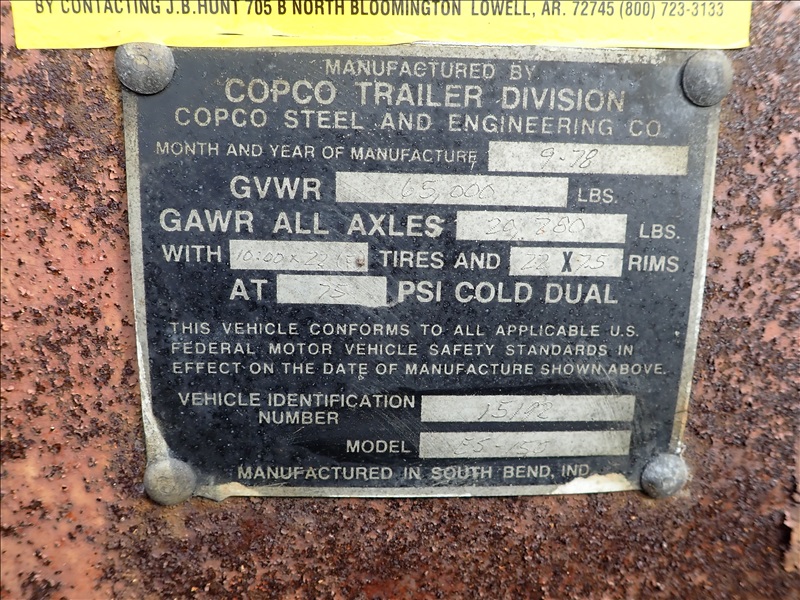 BY CONTACTING J.B.HUNT 705 B NORTH BLOOMINGTON LOWELL, AR. 72745 (800) 723-3133
MANUFACTURED BY
COPCO TRAILER DIVISION
COPCO STEEL AND ENGINEERING CO
MONTH AND YEAR OF MANUFACTURE 9-78
GVWR 65,000 LBS.
GAWR ALL AXLES 20,280 LBS.
WITH 10:00 X 22 TIRES AND 22 X 7.5 RIMS
AT 75 PSI COLD DUAL
THIS VEHICLE CONFORMS TO ALL APPLICABLE U.S.
FEDERAL MOTOR VEHICLE SAFETY STANDARDS IN
EFFECT ON THE DATE OF MANUFACTURE SHOWN ABOVE.
VEHICLE IDENTIFICATION
NUMBER 15192
MODEL
MANUFACTURED IN SOUTH BEND, IND